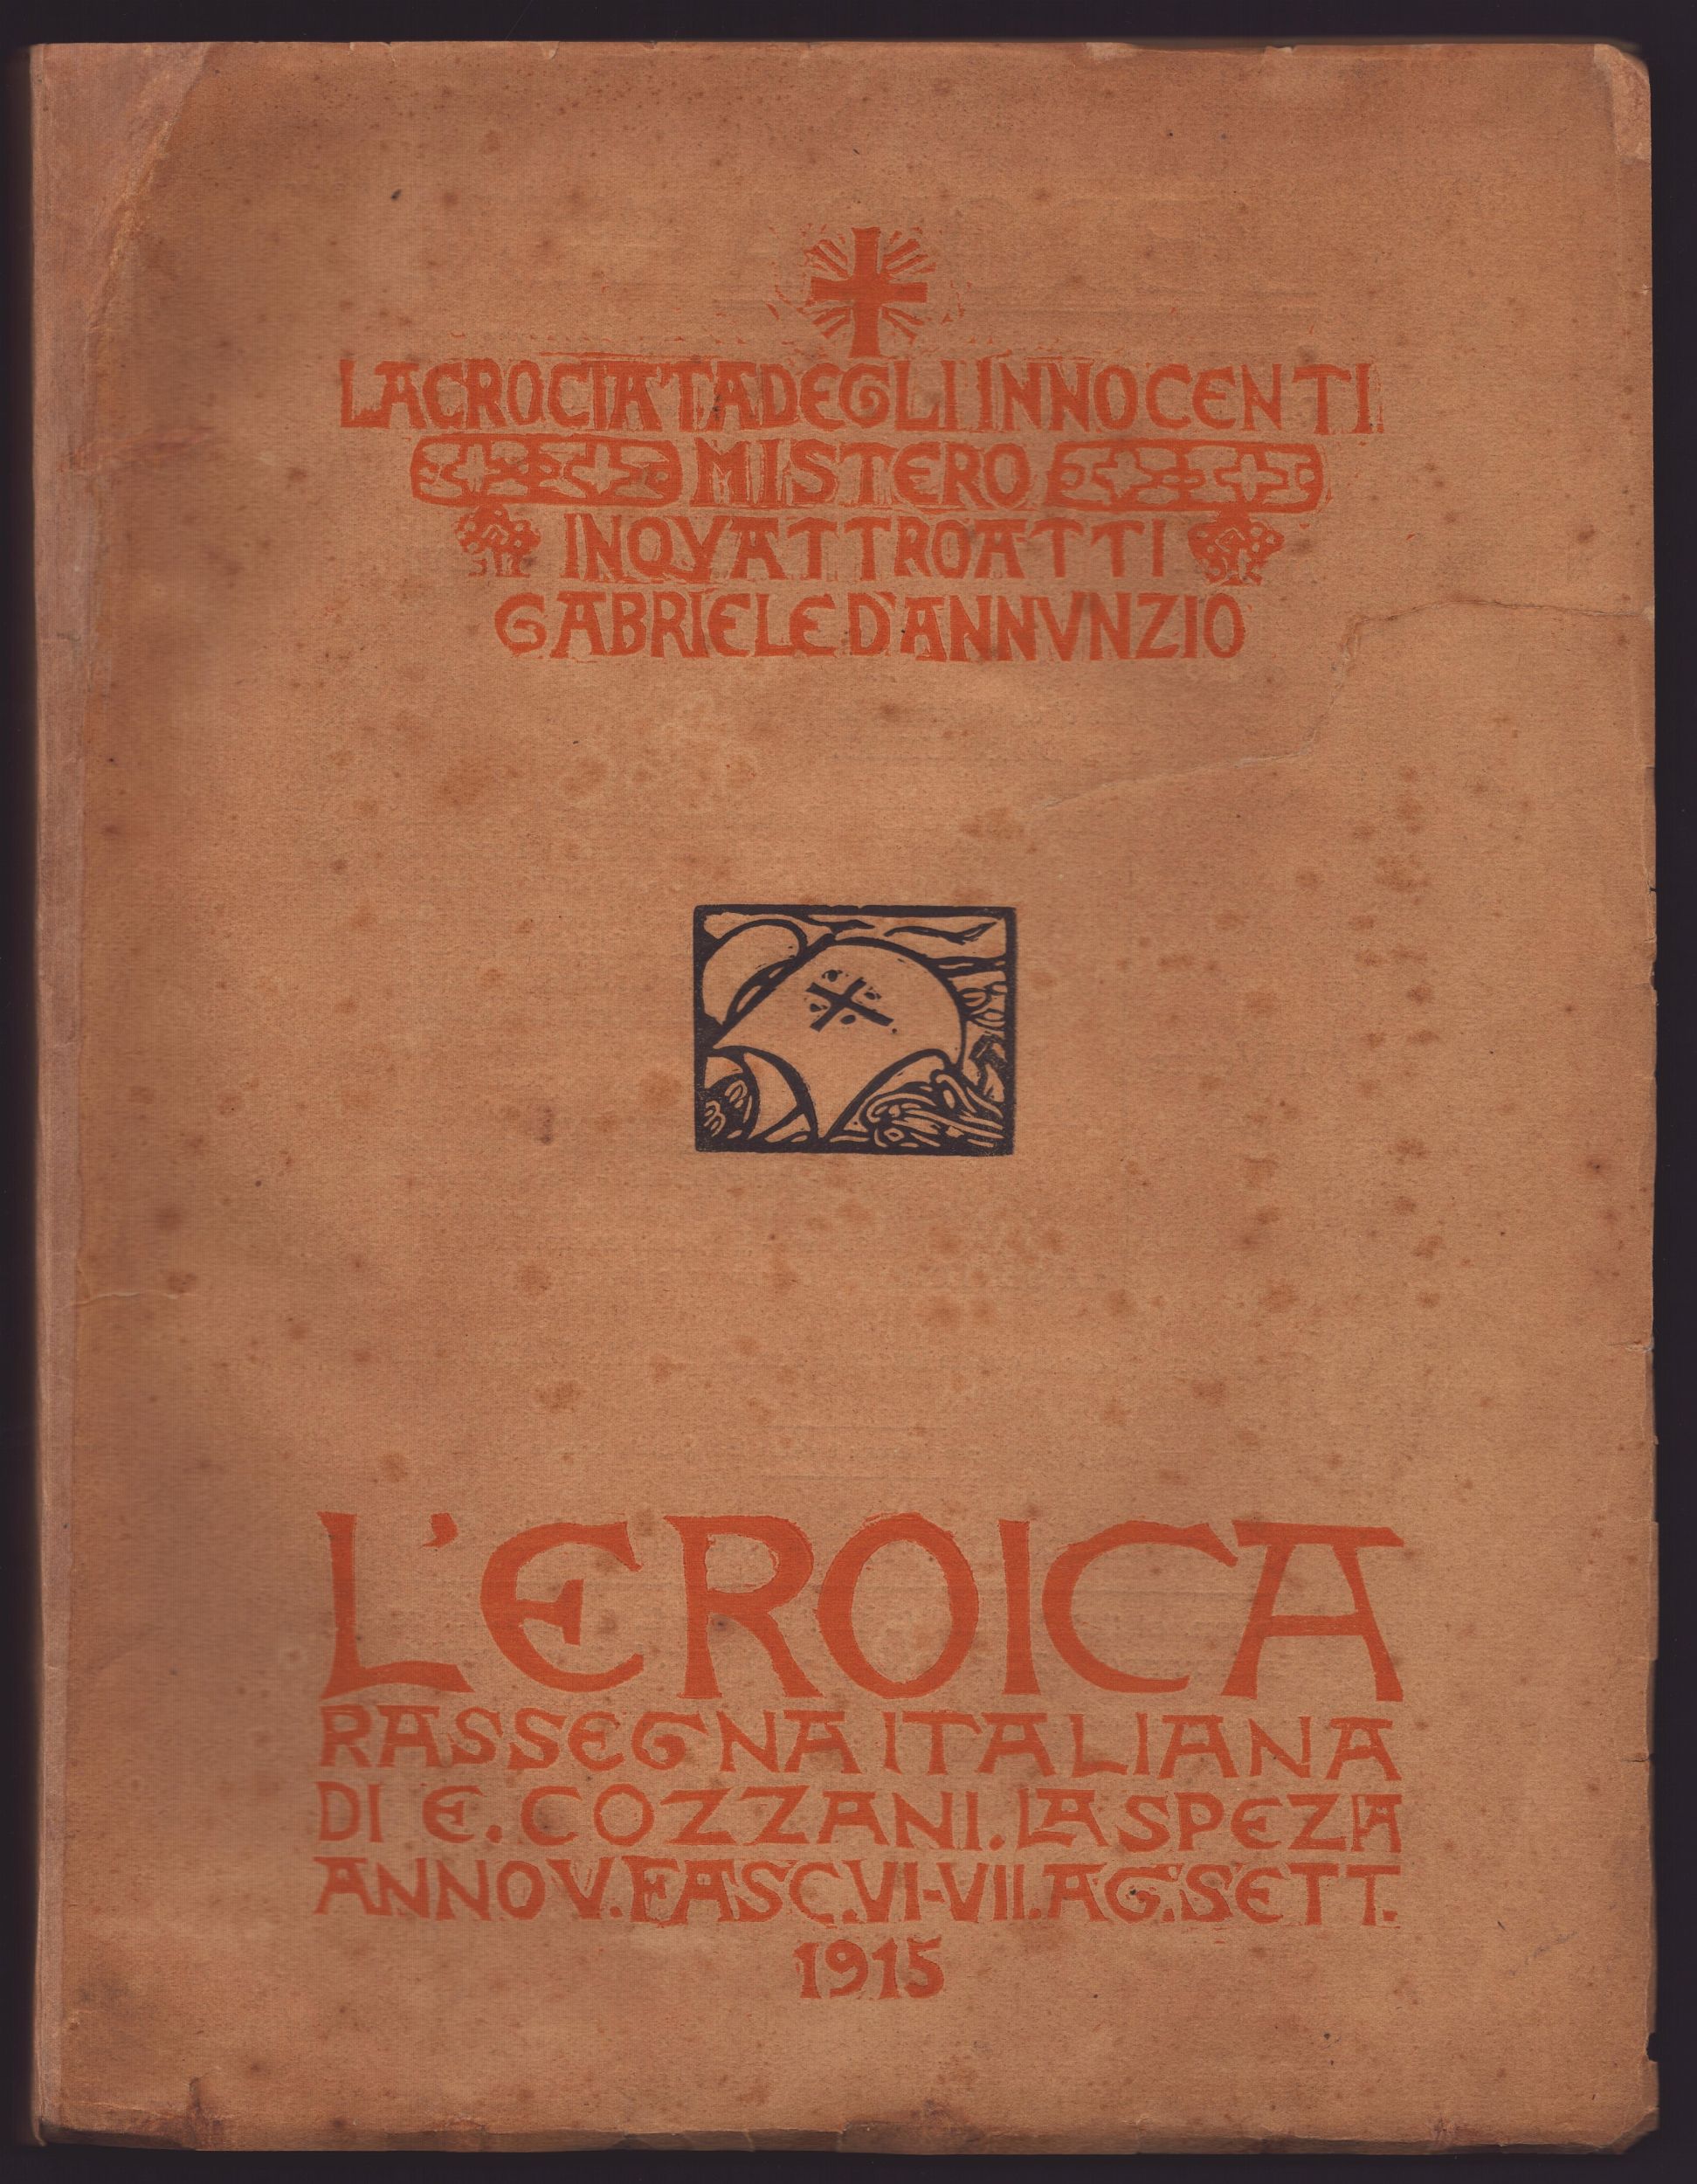 LA CROCIATA DEGLI INNOCENTI
MISTERO
IN QVATTRO ATTI
GABRIELE D'ANNVNZIO
L'EROICA
RASSEGNA ITALIANA
DI E. COZZANI. LA SPEZIA
ANNO V. FASC. VI-VII. AG. SETT.
1915